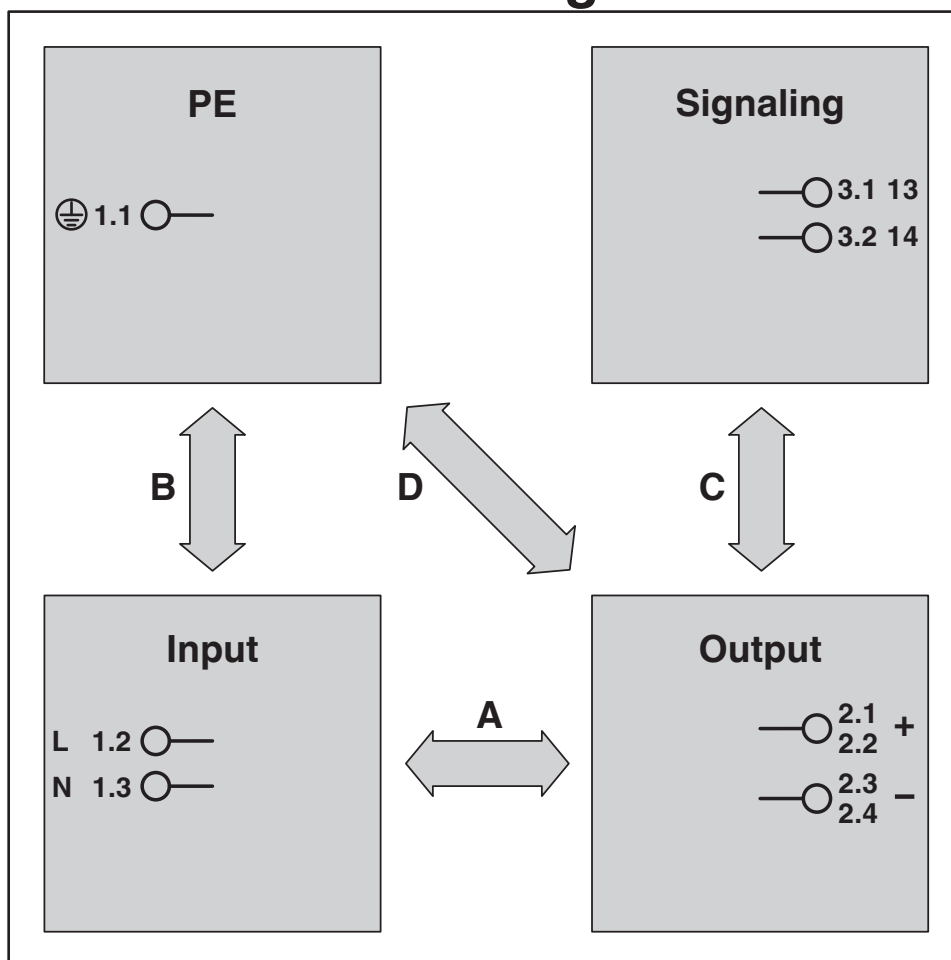 PE
1.1
Signaling
3.1 13
3.2 14
B
D
C
Input
L 1.2
N 1.3
A
Output
2.1
2.2 +
2.3
2.4 −